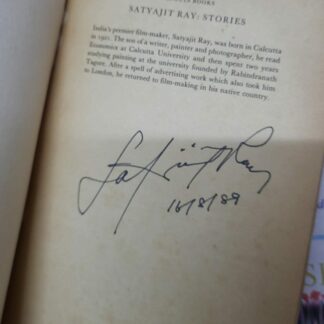 BOOKS
SATYAJIT RAY: STORIES
India's premier film-maker, Satyajit Ray, was born in Calcutta
in 1921. The son of a writer, painter and photographer, he read
Economics at Calcutta University and then spent two years
studying painting at the university founded by Rabindranath
Tagore. After a spell of advertising work which also took him
to London, he returned to film-making in his native country.
Satyajit Ray
16/8/89